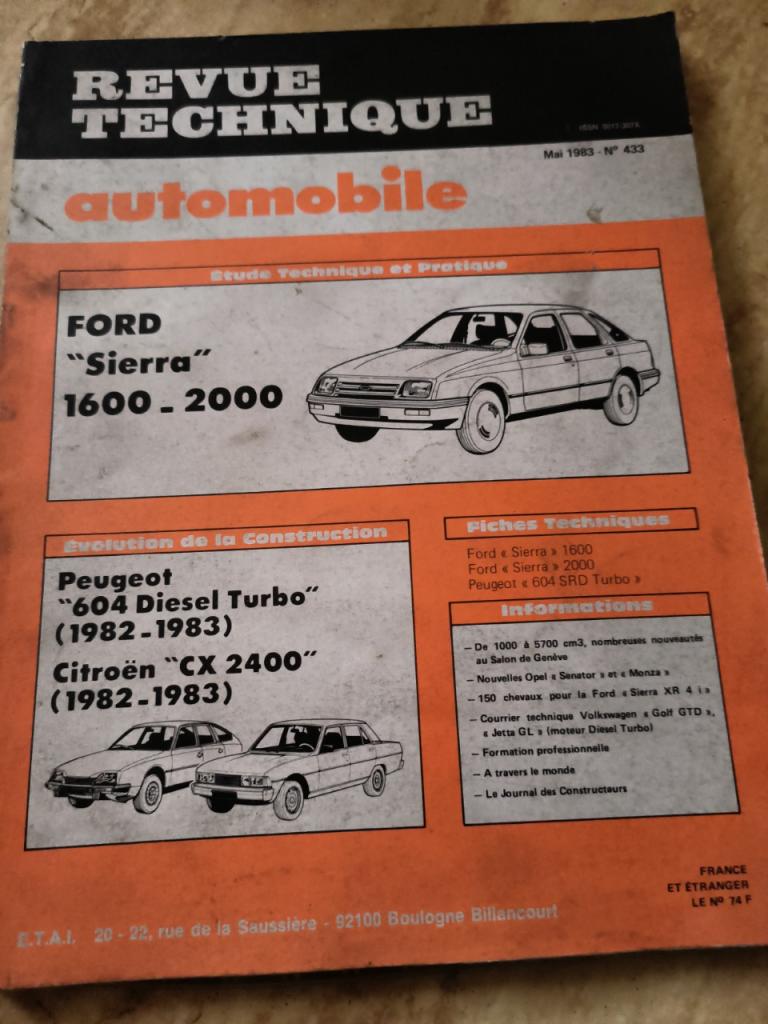 REVUE
TECHNIQUE
ISSN 0017-307X
Mai 1983 - N° 433
automobile
Étude Technique et Pratique
FORD
"Sierra"
1600 - 2000
Évolution de la Construction
Peugeot
"604 Diesel Turbo"
(1982-1983)
Citroën "CX 2400"
(1982-1983)
Fiches Techniques
Ford « Sierra » 1600
Ford « Sierra » 2000
Peugeot « 604 SRD Turbo »
Informations
— De 1000 à 5700 cm3, nombreuses nouveautés
au Salon de Genève
— Nouvelles Opel « Senator » et « Monza »
— 150 chevaux pour la Ford « Sierra XR 4 i »
— Courrier technique Volkswagen « Golf GTD »,
« Jetta GL » (moteur Diesel Turbo)
— Formation professionnelle
— A travers le monde
— Le Journal des Constructeurs
FRANCE
ET ÉTRANGER
LE N° 74 F
E.T.A.I. 20 - 22, rue de la Saussière - 92100 Boulogne Billancourt